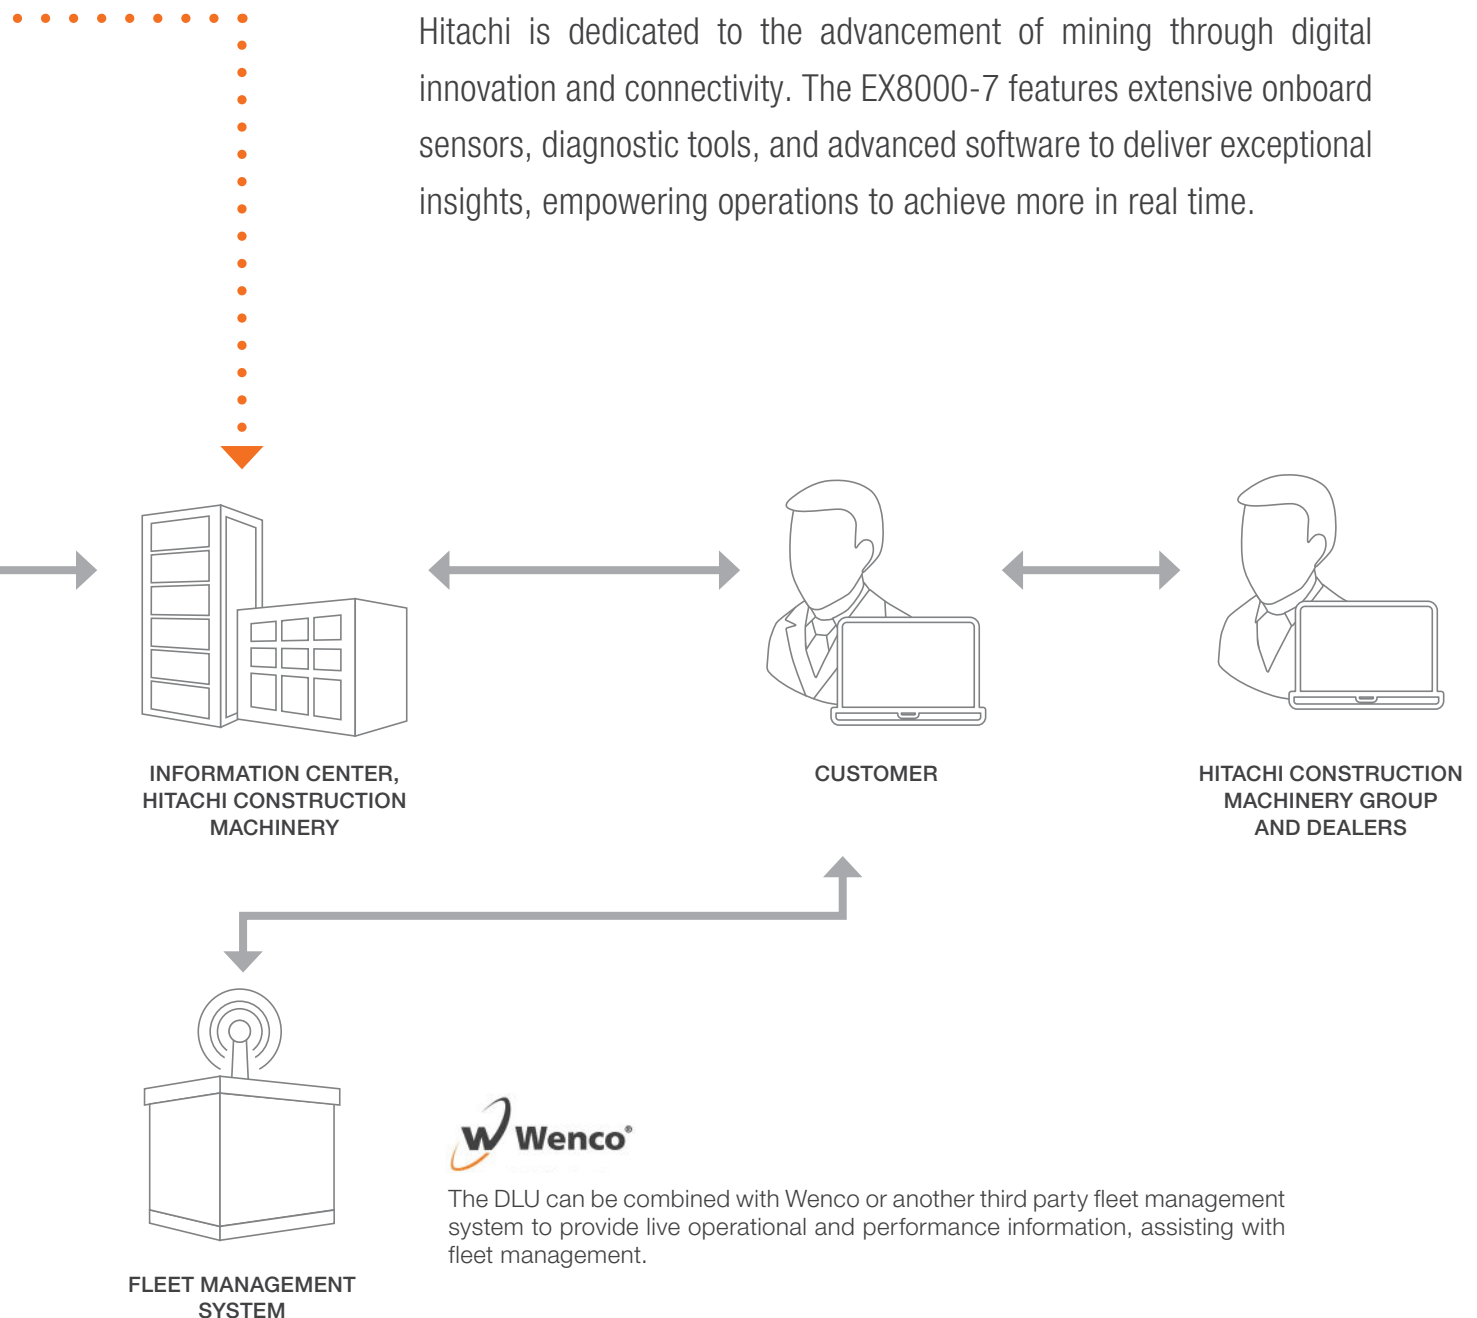 Hitachi is dedicated to the advancement of mining through digital
innovation and connectivity. The EX8000-7 features extensive onboard
sensors, diagnostic tools, and advanced software to deliver exceptional
insights, empowering operations to achieve more in real time.
INFORMATION CENTER,
HITACHI CONSTRUCTION
MACHINERY
CUSTOMER
HITACHI CONSTRUCTION
MACHINERY GROUP
AND DEALERS
W Wenco®
The DLU can be combined with Wenco or another third party fleet management
system to provide live operational and performance information, assisting with
fleet management.
FLEET MANAGEMENT
SYSTEM